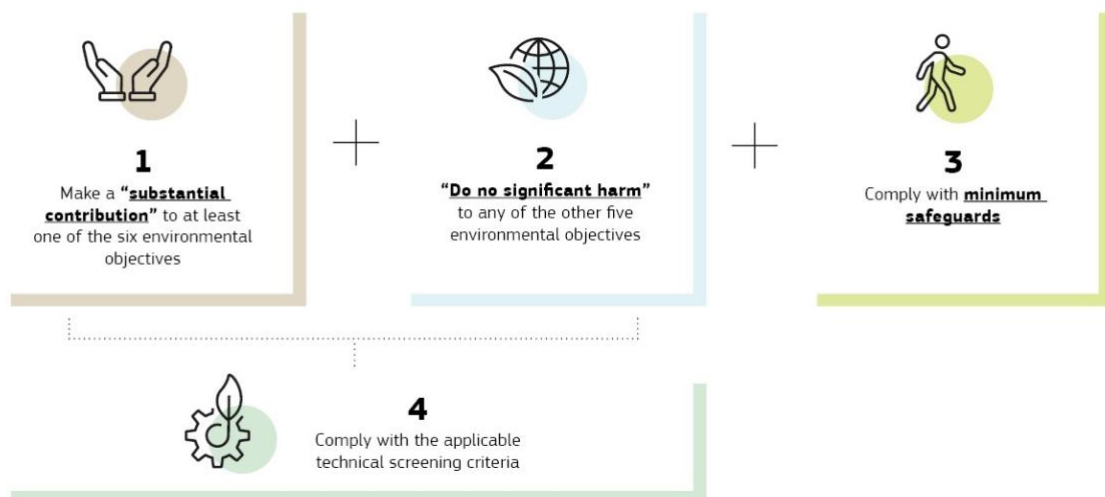 1
Make a “substantial
contribution” to at least
one of the six environmental
objectives
2
“Do no significant harm”
to any of the other five
environmental objectives
3
Comply with minimum
safeguards
4
Comply with the applicable
technical screening criteria